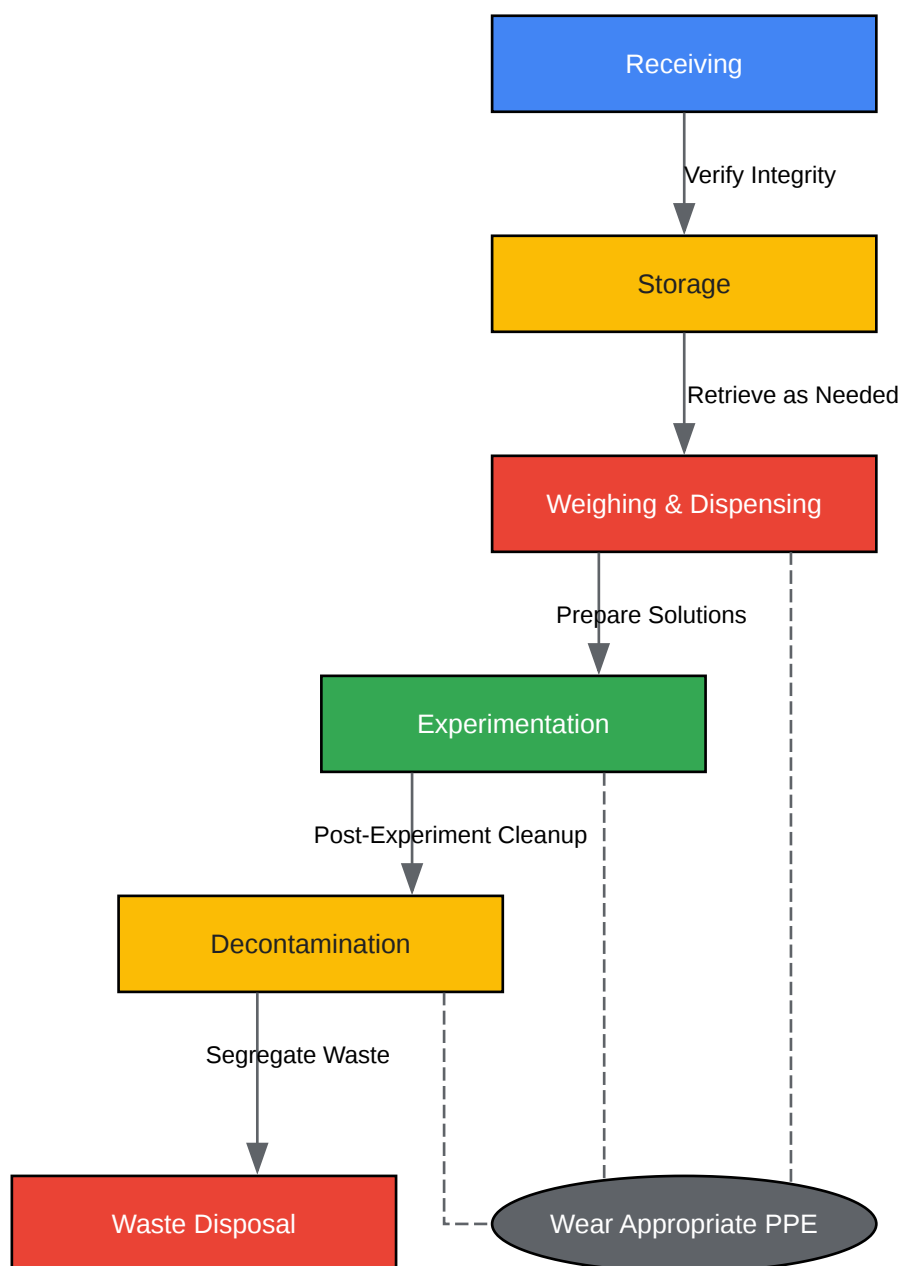 Receiving
Verify Integrity
Storage
Retrieve as Needed
Weighing & Dispensing
Prepare Solutions
Experimentation
Post-Experiment Cleanup
Decontamination
Segregate Waste
Waste Disposal
Wear Appropriate PPE